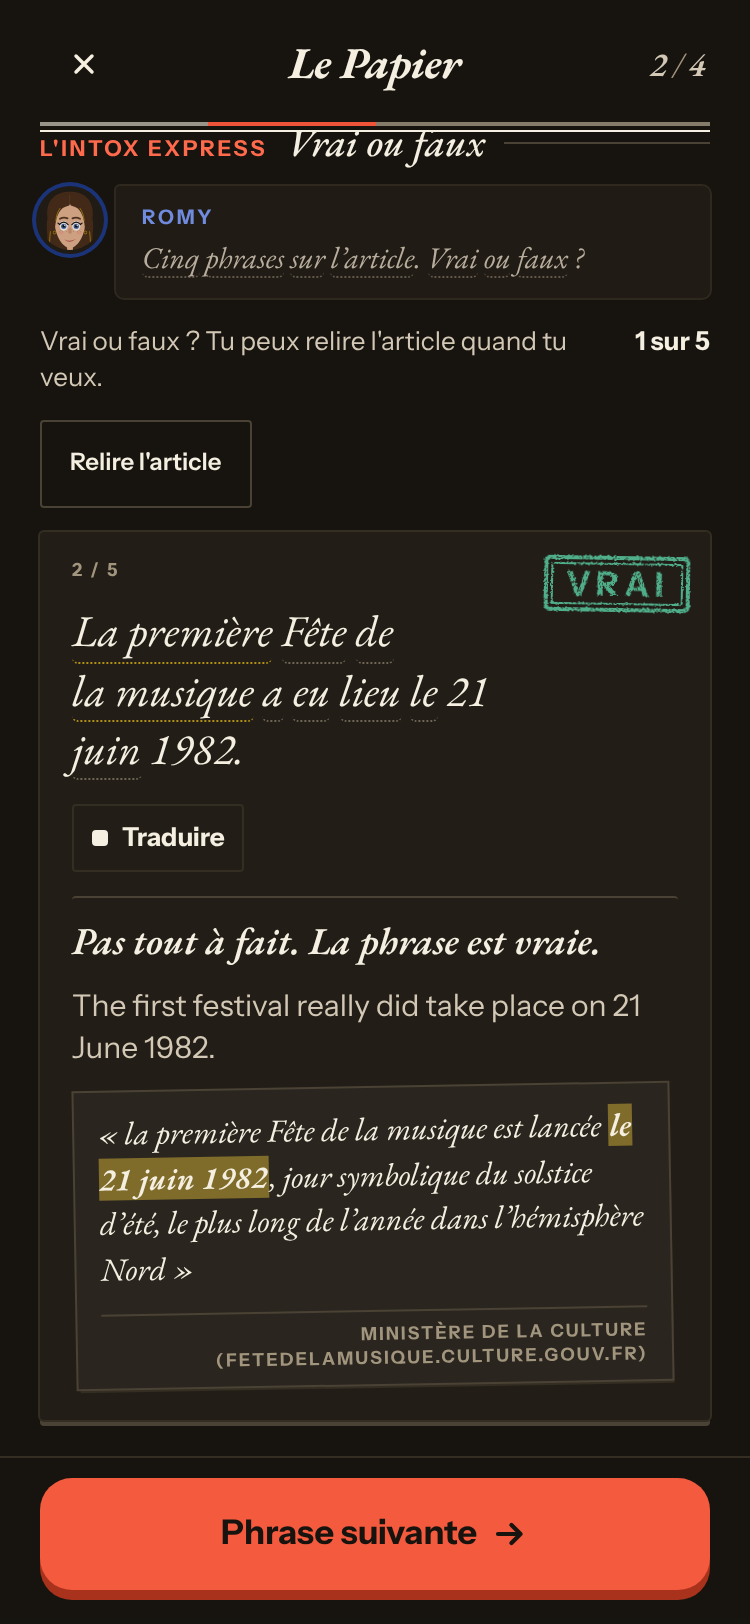 Le Papier
2 / 4
L'INTOX EXPRESS Vrai ou faux
ROMY
Cinq phrases sur l’article. Vrai ou faux ?
Vrai ou faux ? Tu peux relire l'article quand tu
veux.
1 sur 5
Relire l'article
2 / 5
VRAI
La première Fête de
la musique a eu lieu le 21
juin 1982.
Traduire
Pas tout à fait. La phrase est vraie.
The first festival really did take place on 21
June 1982.
« la première Fête de la musique est lancée le
21 juin 1982, jour symbolique du solstice
d’été, le plus long de l’année dans l’hémisphère
Nord »
MINISTÈRE DE LA CULTURE
(FETEDELAMUSIQUE.CULTURE.GOUV.FR)
Phrase suivante →